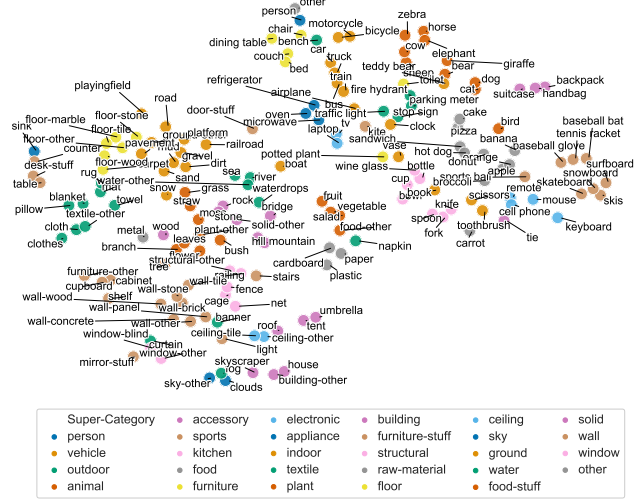 other
person
motorcycle
zebra
horse
chair
bicycle
dining table
bench
car
cow
elephant
couch
truck
giraffe
bed
teddy bear
bear
train
toilet
refrigerator
cat
dog
backpack
airplane
fire hydrant
suitcase
handbag
playingfield
bus
parking meter
road
door-stuff
oven
traffic light
stop sign
cake
floor-stone
microwave
tv
clock
bird
baseball bat
floor-marble
laptop
kite
pizza
tennis racket
sink
floor-tile
platform
sandwich
banana
floor-other
pavement
railroad
vase
hot dog
orange
baseball glove
counter
gravel
potted plant
donut
surfboard
desk-stuff
floor-wood
dirt
boat
wine glass
bottle
apple
snowboard
rug
sand
sea
river
cup
sports ball
skateboard
table
water-other
waterdrops
broccoli
remote
skis
snow
grass
book
scissors
mouse
blanket
mat
towel
straw
rock
fruit
knife
cell phone
pillow
textile-other
bridge
vegetable
spoon
keyboard
salad
fork
toothbrush
tie
cloth
metal
wood
plant-other
solid-other
food-other
carrot
clothes
leaves
hill
mountain
napkin
branch
bush
paper
structural-other
cardboard
tree
railing
stairs
plastic
furniture-other
cabinet
wall-tile
cupboard
wall-stone
fence
wall-wood
shelf
cage
net
wall-panel
wall-brick
wall-concrete
wall-other
banner
umbrella
window-blind
ceiling-tile
roof
tent
curtain
ceiling-other
mirror-stuff
window-other
light
skyscraper
house
sky-other
fog
clouds
building-other
Super-Category accessory electronic building ceiling solid
person sports appliance furniture-stuff sky wall
vehicle kitchen indoor structural ground window
outdoor food textile raw-material water other
animal furniture plant floor food-stuff